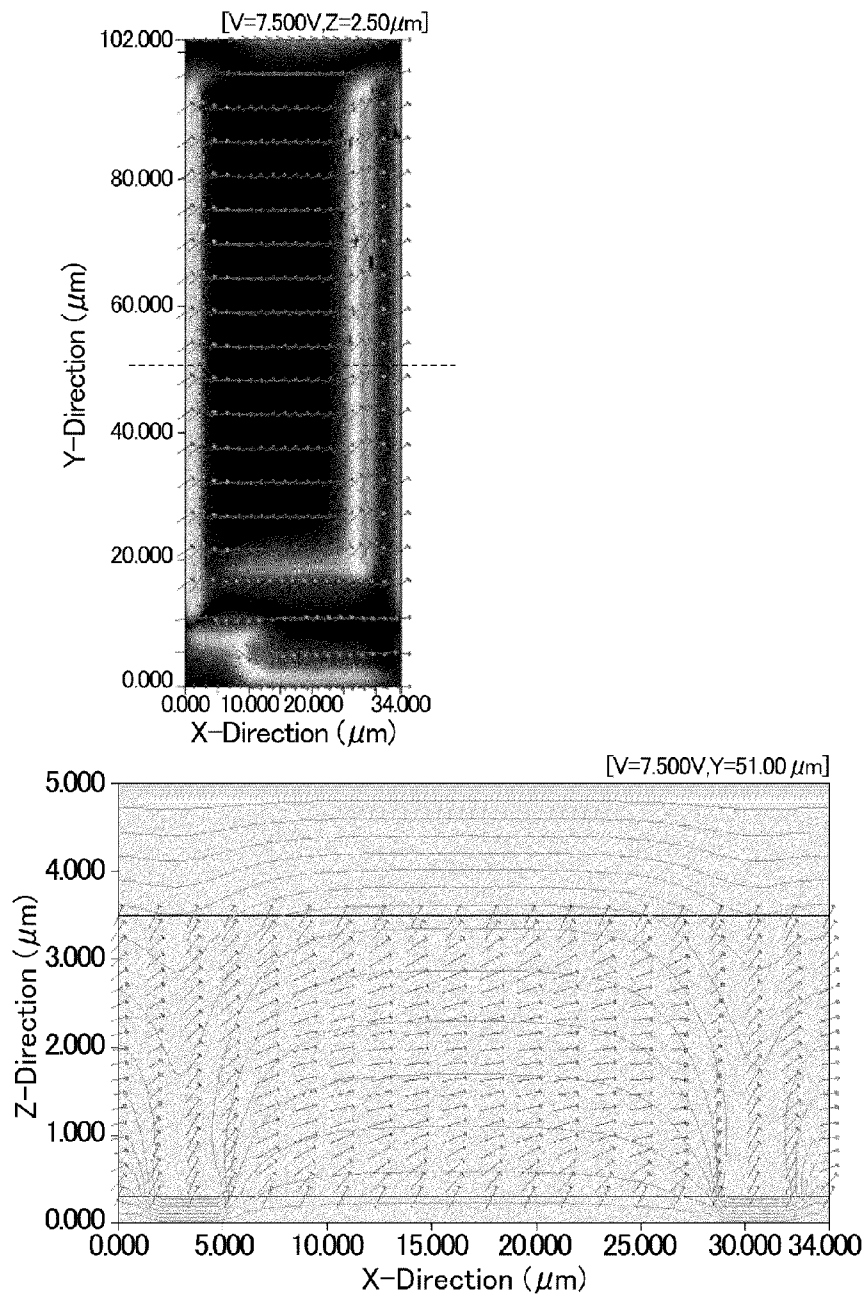 [V=7.500V,Z=2.50μm]
102.000
80.000
60.000
40.000
20.000
0.000
Y-Direction (μm)
0.000 10.000 20.000 34.000
X-Direction (μm)
[V=7.500V,Y=51.00 μm]
5.000
4.000
3.000
2.000
1.000
0.000
Z-Direction (μm)
0.000 5.000 10.000 15.000 20.000 25.000 30.000 34.000
X-Direction (μm)